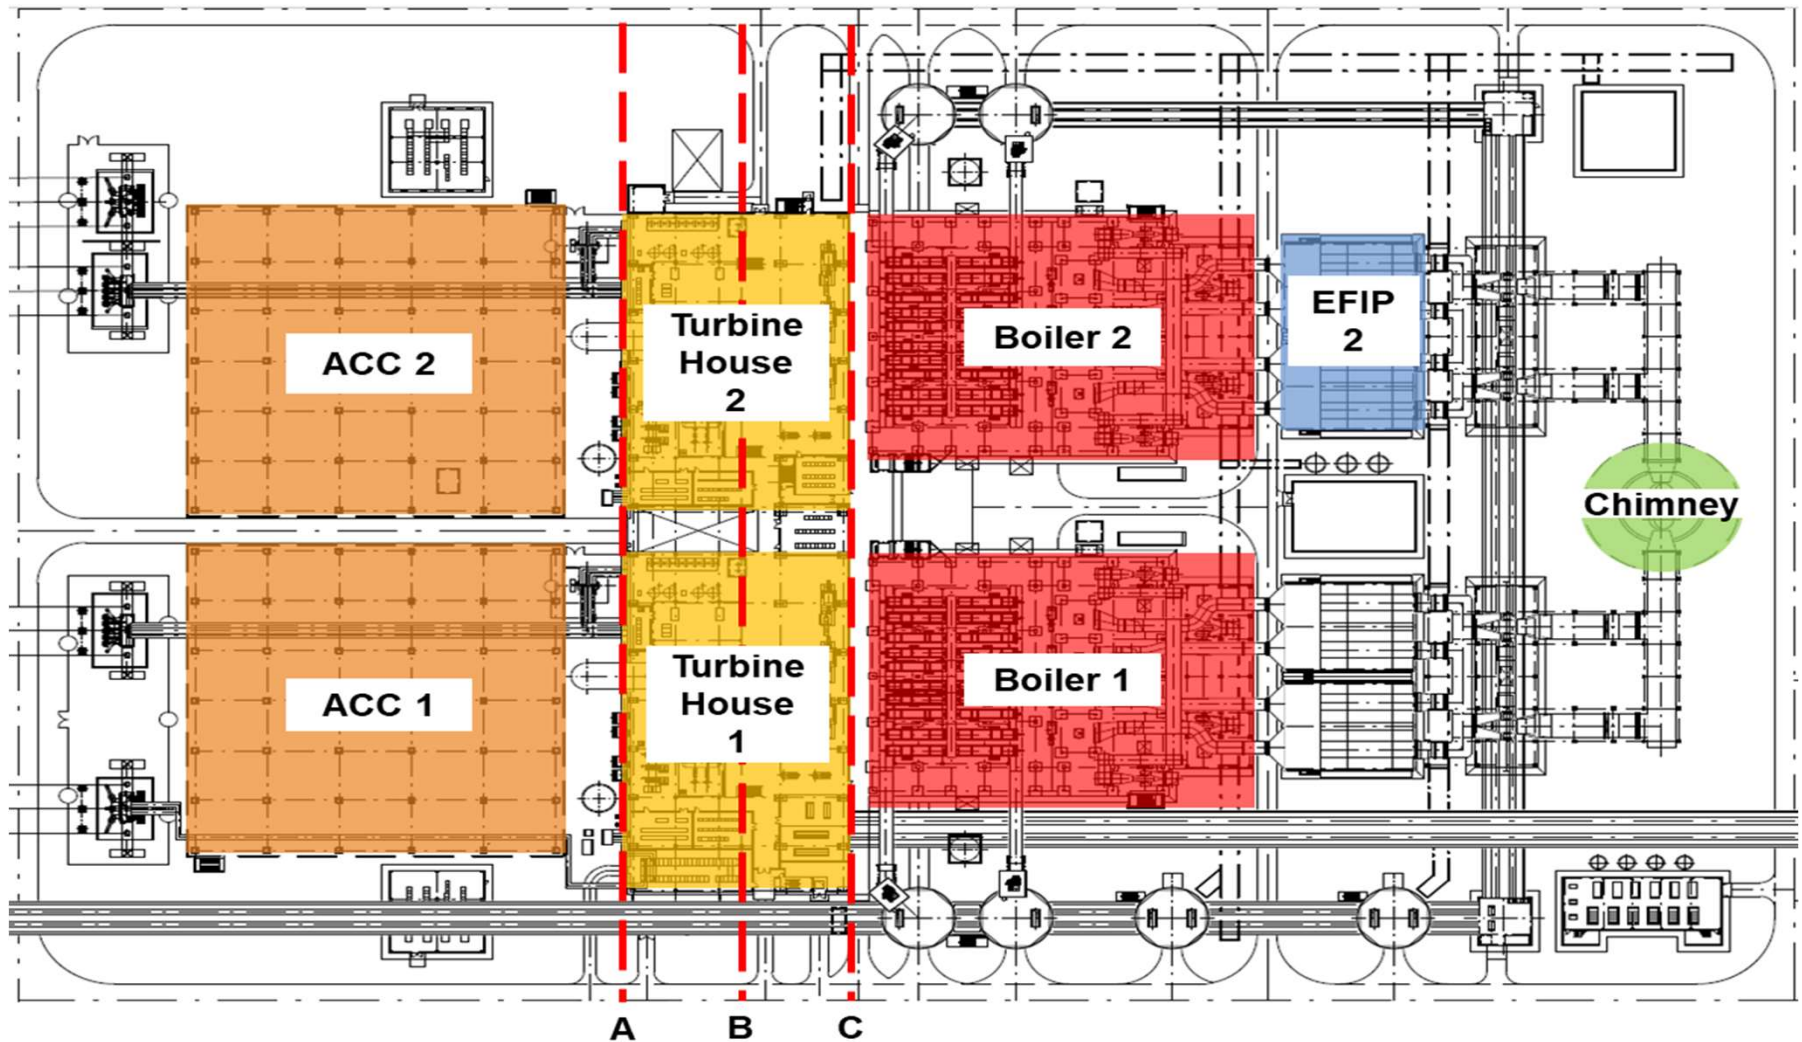 ACC 2
Turbine
House
2
Boiler 2
EFIP
2
Chimney
ACC 1
Turbine
House
1
Boiler 1
A
B
C